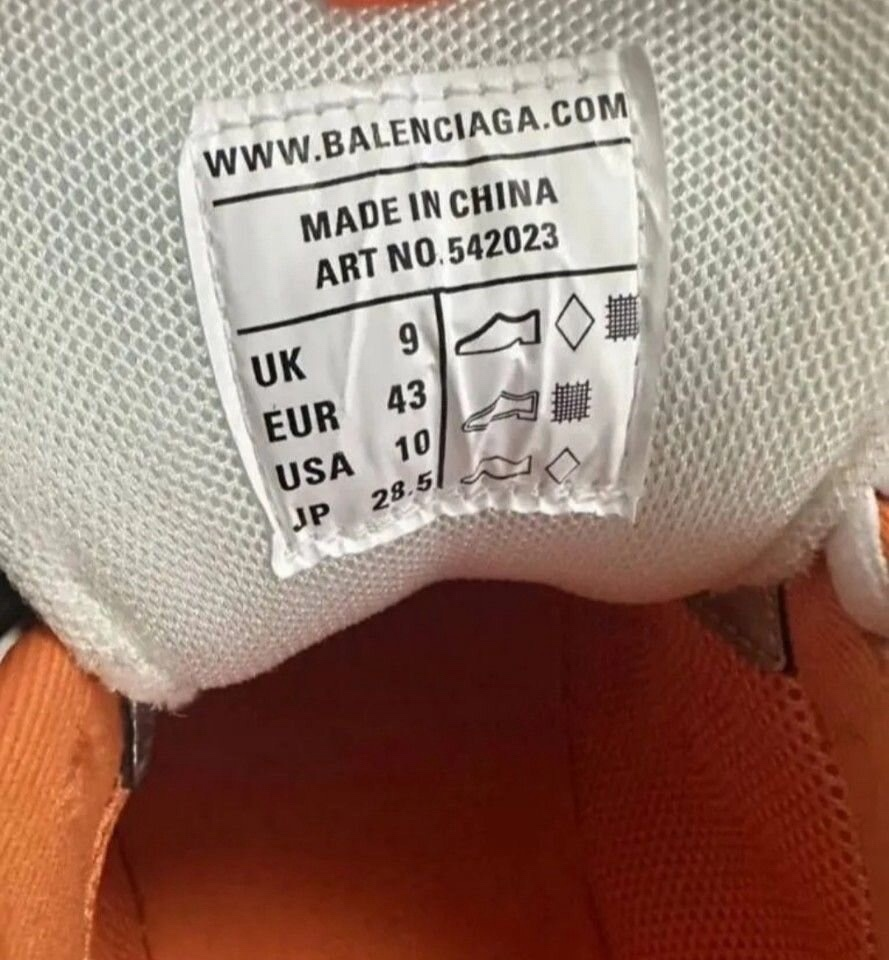 WWW.BALENCIAGA.COM
MADE IN CHINA
ART NO.542023
UK 9
EUR 43
USA 10
JP 28.5